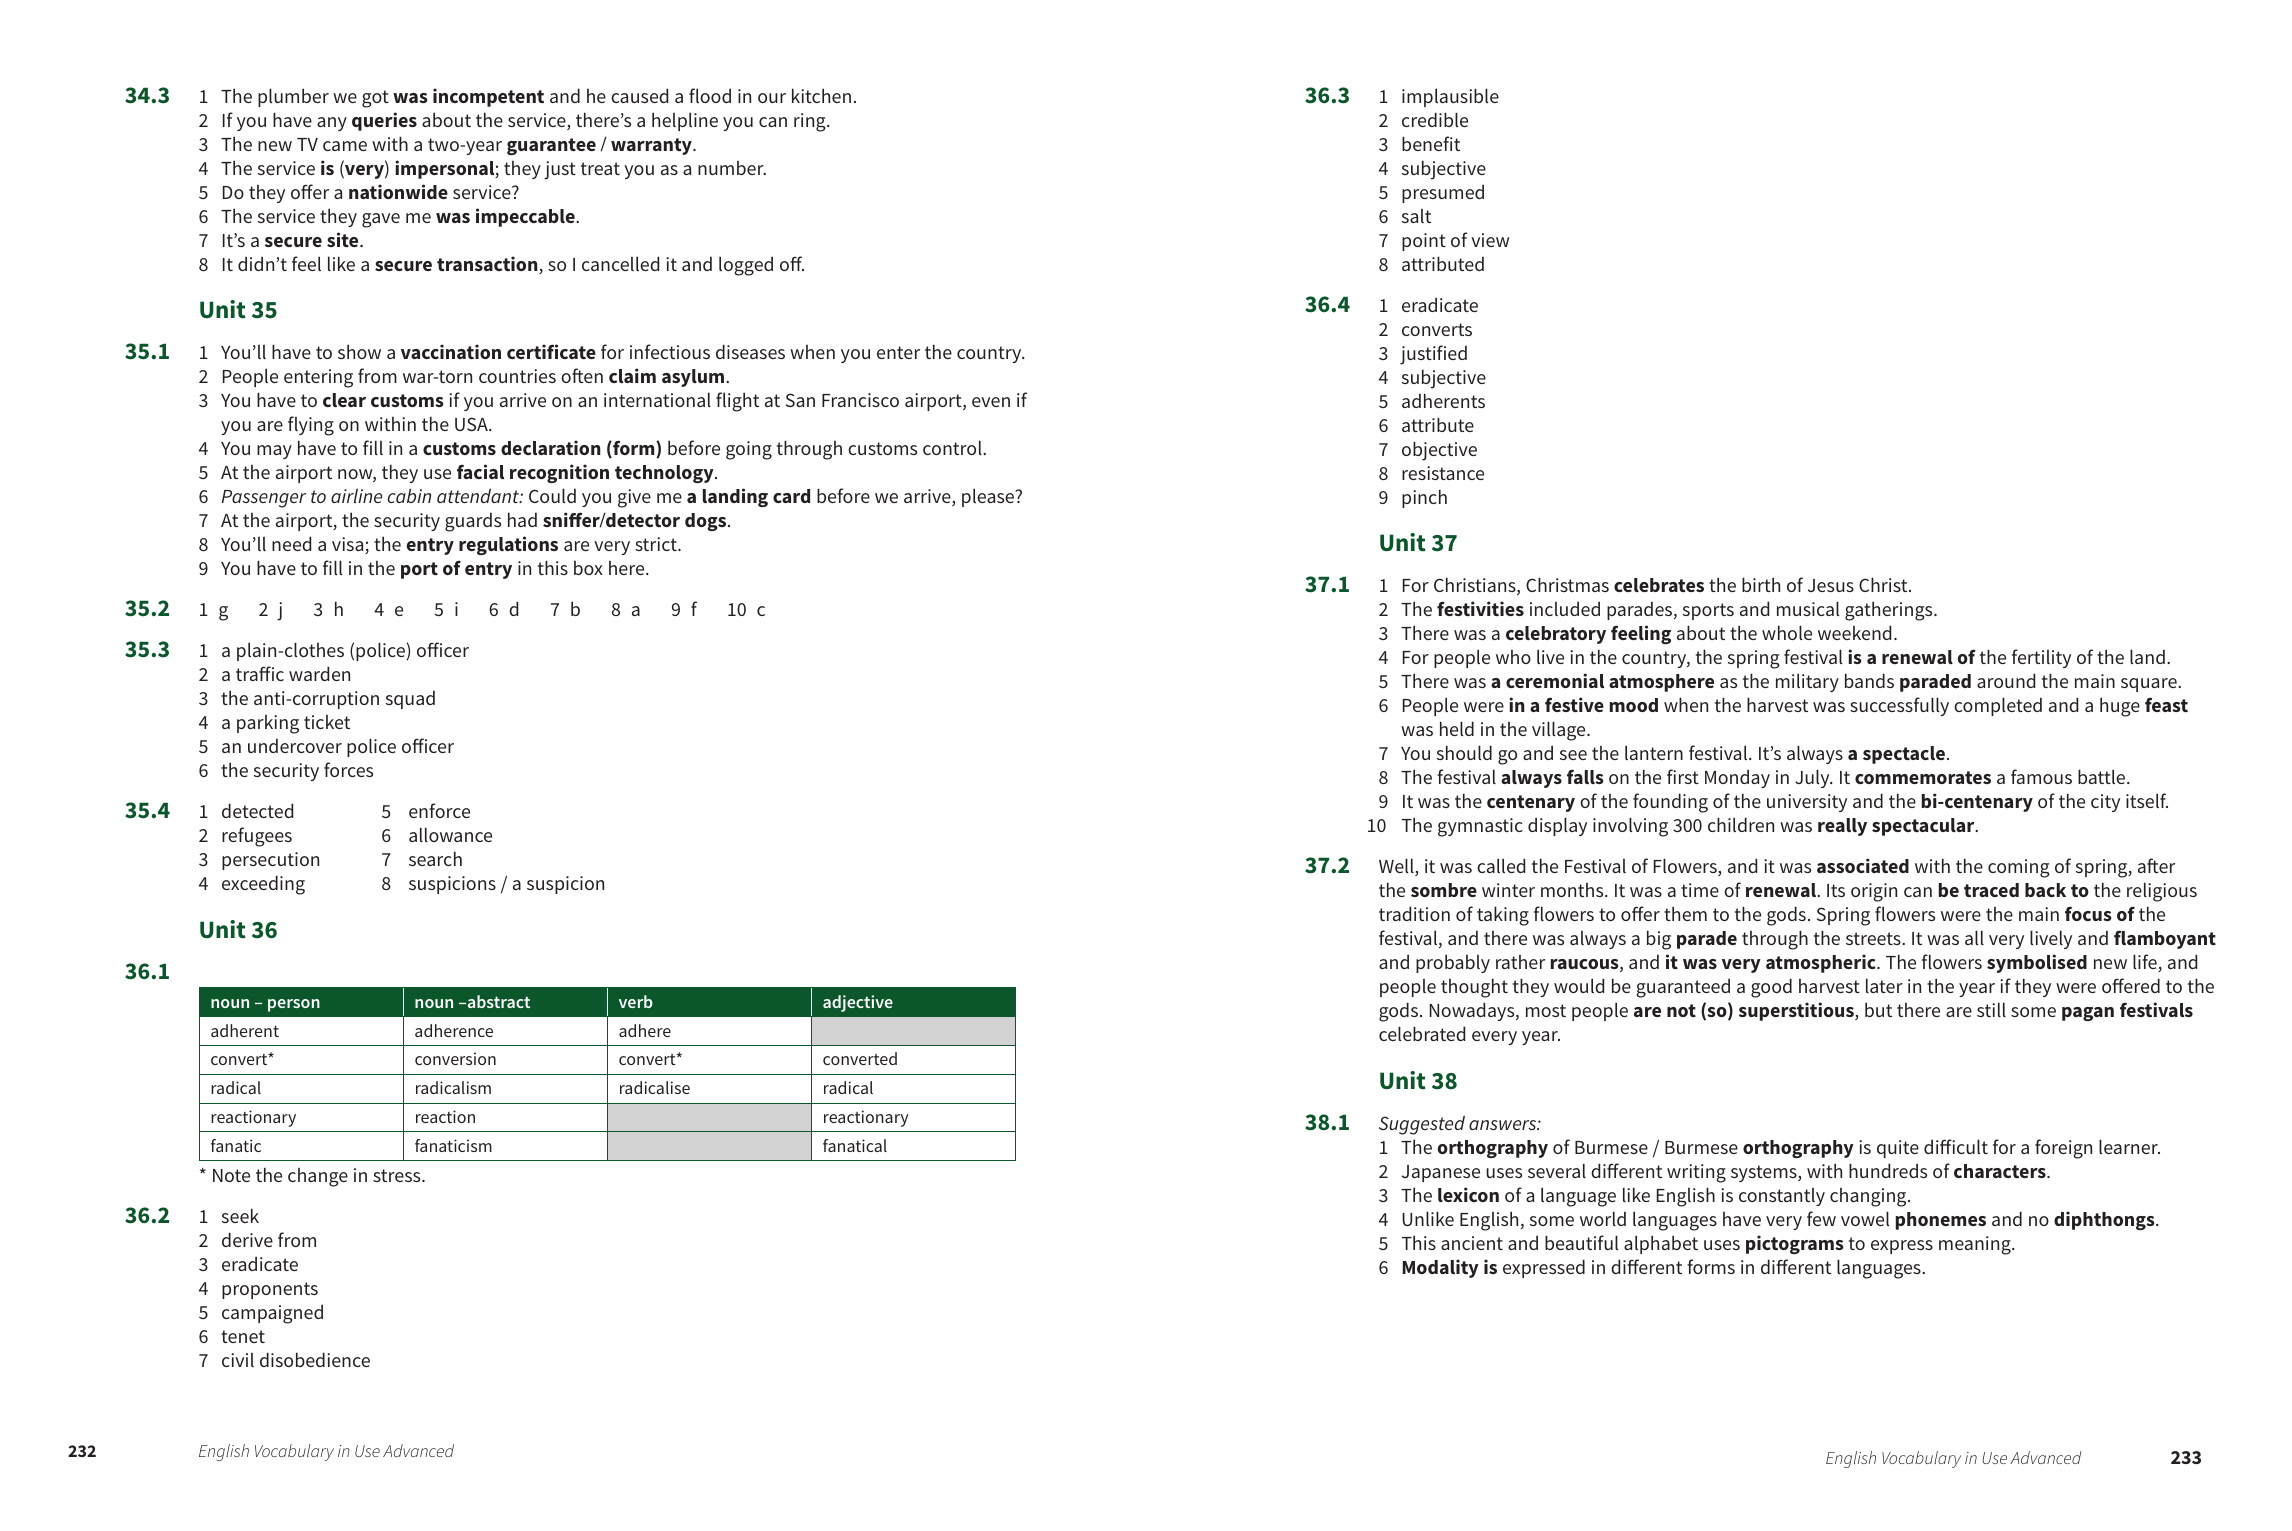 34.3 1 The plumber we got was incompetent and he caused a flood in our kitchen.
2 If you have any queries about the service, there’s a helpline you can ring.
3 The new TV came with a two-year guarantee / warranty.
4 The service is (very) impersonal; they just treat you as a number.
5 Do they offer a nationwide service?
6 The service they gave me was impeccable.
7 It’s a secure site.
8 It didn’t feel like a secure transaction, so I cancelled it and logged off.
Unit 35
35.1 1 You’ll have to show a vaccination certificate for infectious diseases when you enter the country.
2 People entering from war-torn countries often claim asylum.
3 You have to clear customs if you arrive on an international flight at San Francisco airport, even if
you are flying on within the USA.
4 You may have to fill in a customs declaration (form) before going through customs control.
5 At the airport now, they use facial recognition technology.
6 Passenger to airline cabin attendant: Could you give me a landing card before we arrive, please?
7 At the airport, the security guards had sniffer/detector dogs.
8 You’ll need a visa; the entry regulations are very strict.
9 You have to fill in the port of entry in this box here.
35.2 1 g 2 j 3 h 4 e 5 i 6 d 7 b 8 a 9 f 10 c
35.3 1 a plain-clothes (police) officer
2 a traffic warden
3 the anti-corruption squad
4 a parking ticket
5 an undercover police officer
6 the security forces
35.4 1 detected 5 enforce
2 refugees 6 allowance
3 persecution 7 search
4 exceeding 8 suspicions / a suspicion
Unit 36
36.1
noun – person noun –abstract verb adjective
adherent adherence adhere
convert* conversion convert* converted
radical radicalism radicalise radical
reactionary reaction reactionary
fanatic fanaticism fanatical
* Note the change in stress.
36.2 1 seek
2 derive from
3 eradicate
4 proponents
5 campaigned
6 tenet
7 civil disobedience
232 English Vocabulary in Use Advanced
36.3 1 implausible
2 credible
3 benefit
4 subjective
5 presumed
6 salt
7 point of view
8 attributed
36.4 1 eradicate
2 converts
3 justified
4 subjective
5 adherents
6 attribute
7 objective
8 resistance
9 pinch
Unit 37
37.1 1 For Christians, Christmas celebrates the birth of Jesus Christ.
2 The festivities included parades, sports and musical gatherings.
3 There was a celebratory feeling about the whole weekend.
4 For people who live in the country, the spring festival is a renewal of the fertility of the land.
5 There was a ceremonial atmosphere as the military bands paraded around the main square.
6 People were in a festive mood when the harvest was successfully completed and a huge feast
was held in the village.
7 You should go and see the lantern festival. It’s always a spectacle.
8 The festival always falls on the first Monday in July. It commemorates a famous battle.
9 It was the centenary of the founding of the university and the bi-centenary of the city itself.
10 The gymnastic display involving 300 children was really spectacular.
37.2 Well, it was called the Festival of Flowers, and it was associated with the coming of spring, after
the sombre winter months. It was a time of renewal. Its origin can be traced back to the religious
tradition of taking flowers to offer them to the gods. Spring flowers were the main focus of the
festival, and there was always a big parade through the streets. It was all very lively and flamboyant
and probably rather raucous, and it was very atmospheric. The flowers symbolised new life, and
people thought they would be guaranteed a good harvest later in the year if they were offered to the
gods. Nowadays, most people are not (so) superstitious, but there are still some pagan festivals
celebrated every year.
Unit 38
38.1 Suggested answers:
1 The orthography of Burmese / Burmese orthography is quite difficult for a foreign learner.
2 Japanese uses several different writing systems, with hundreds of characters.
3 The lexicon of a language like English is constantly changing.
4 Unlike English, some world languages have very few vowel phonemes and no diphthongs.
5 This ancient and beautiful alphabet uses pictograms to express meaning.
6 Modality is expressed in different forms in different languages.
English Vocabulary in Use Advanced 233